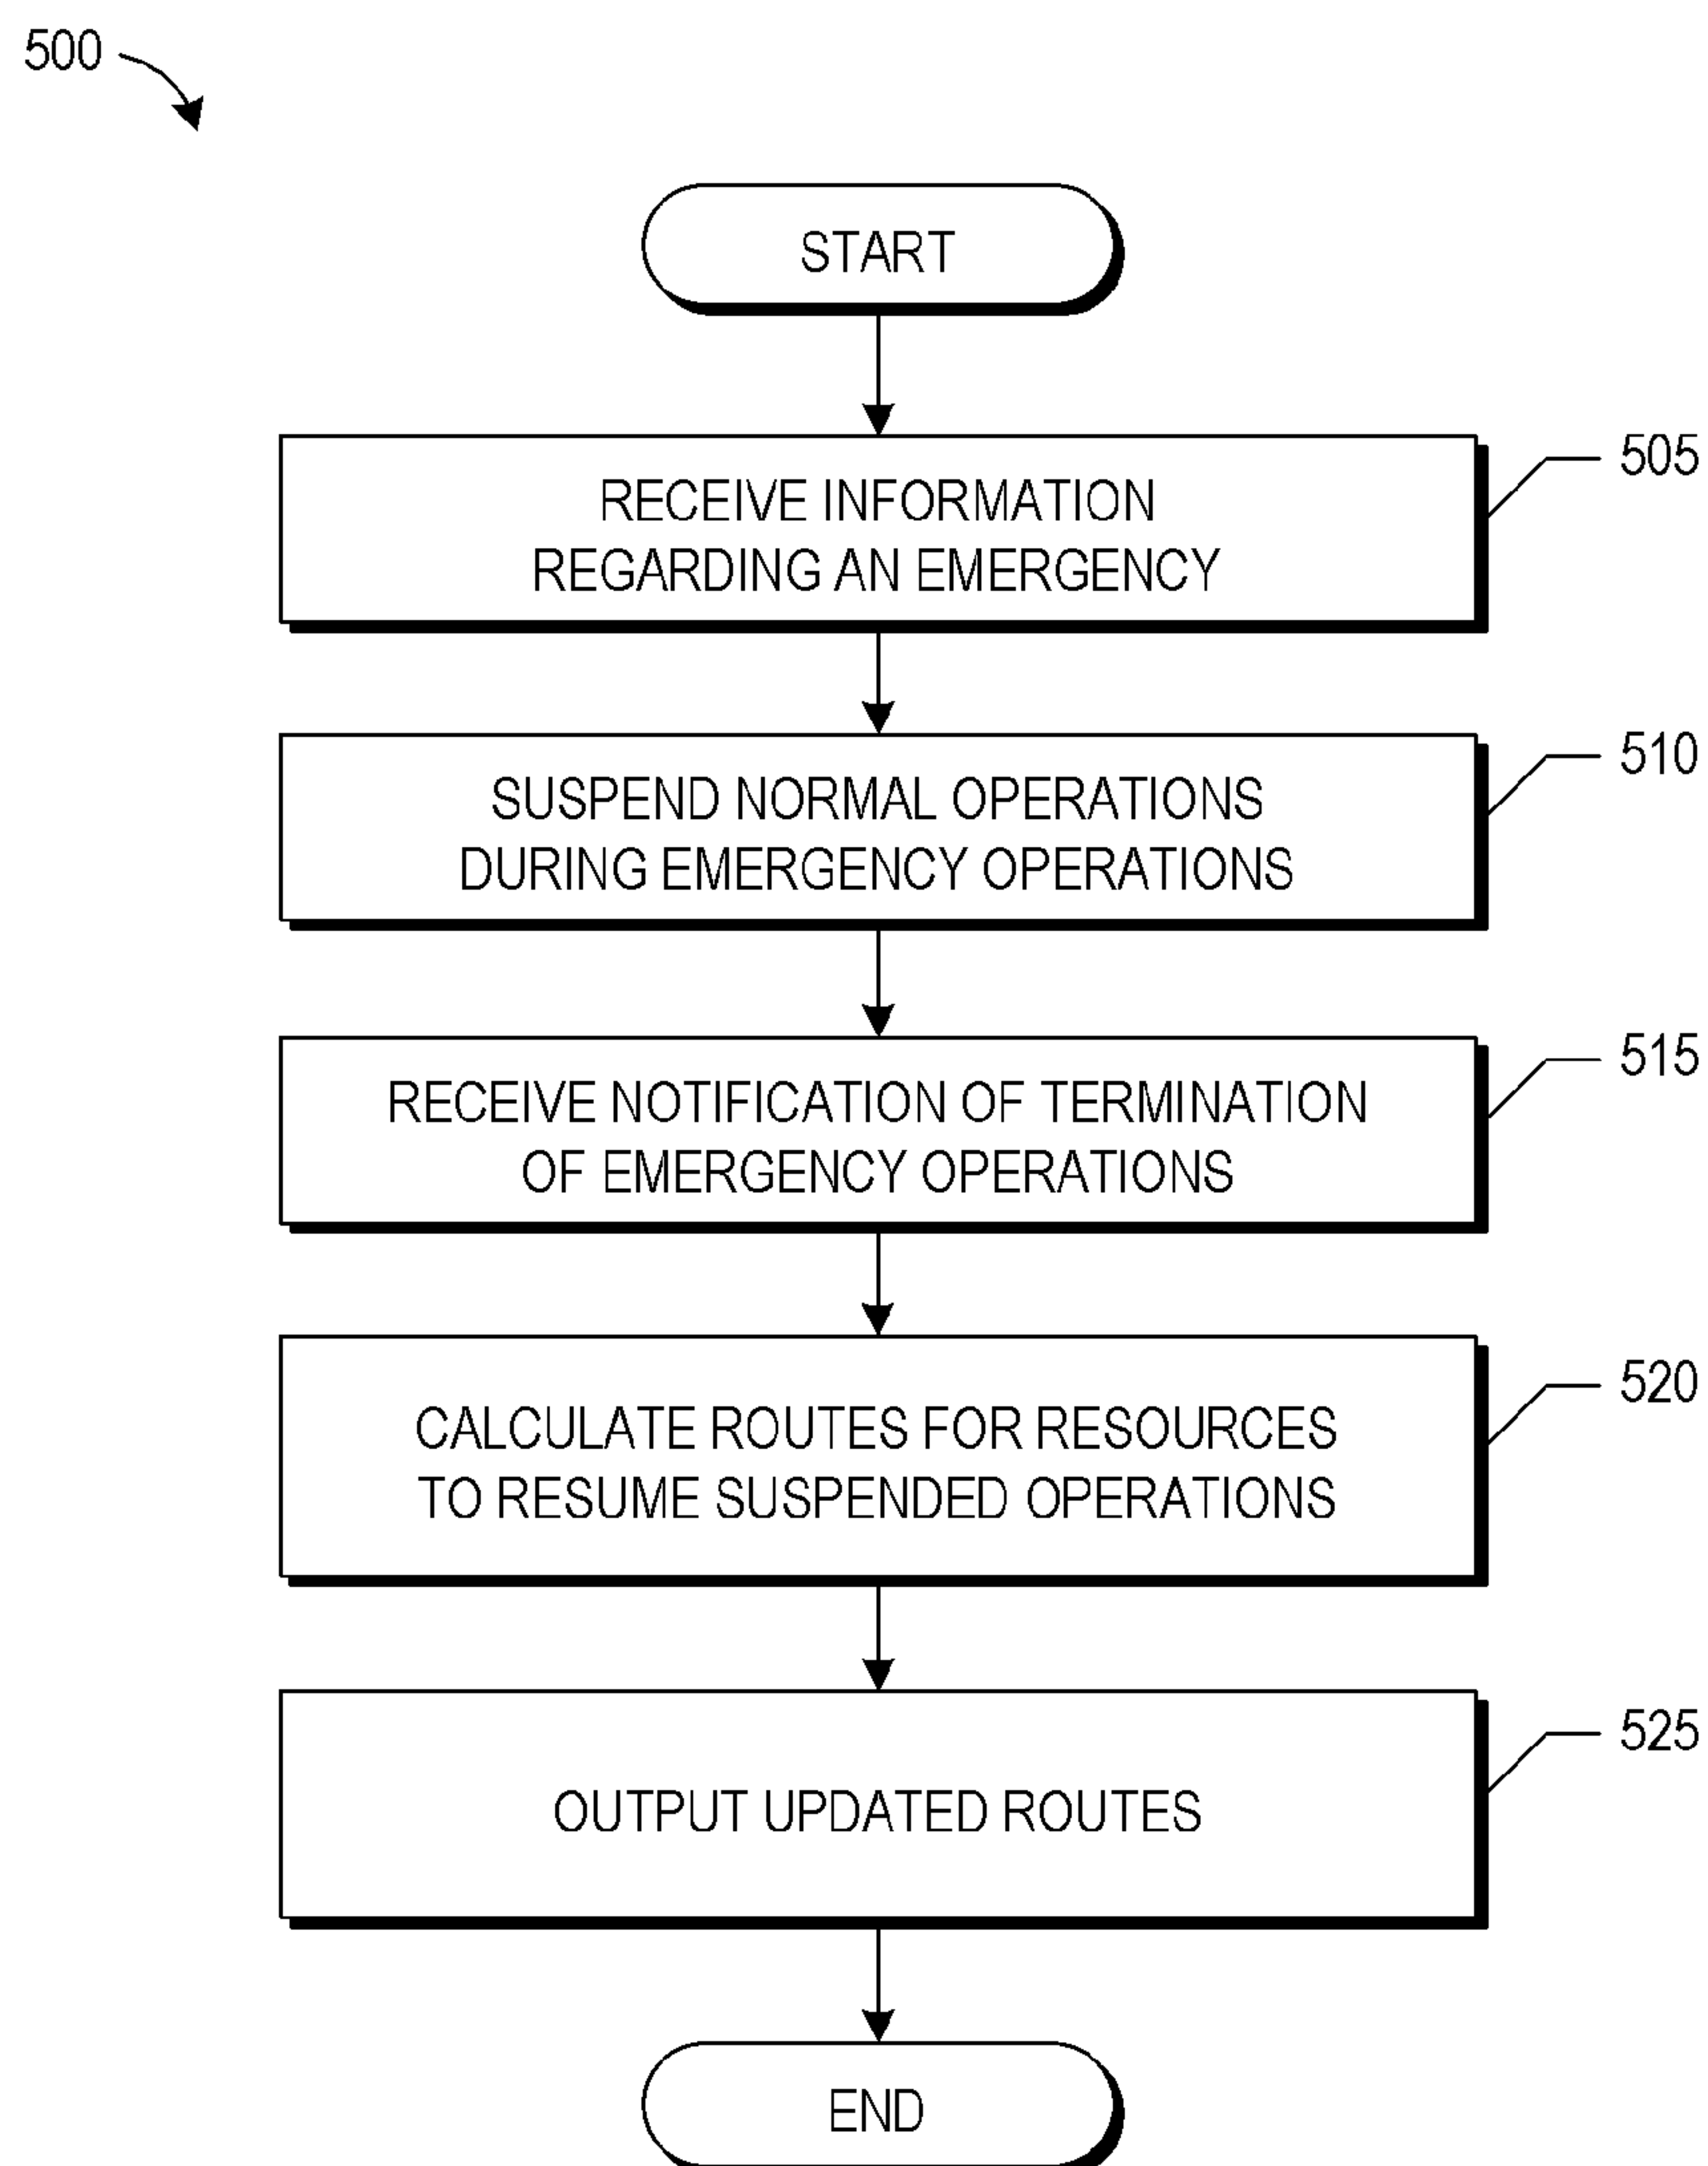 500
START
RECEIVE INFORMATION
REGARDING AN EMERGENCY
505
SUSPEND NORMAL OPERATIONS
DURING EMERGENCY OPERATIONS
510
RECEIVE NOTIFICATION OF TERMINATION
OF EMERGENCY OPERATIONS
515
CALCULATE ROUTES FOR RESOURCES
TO RESUME SUSPENDED OPERATIONS
520
OUTPUT UPDATED ROUTES
525
END